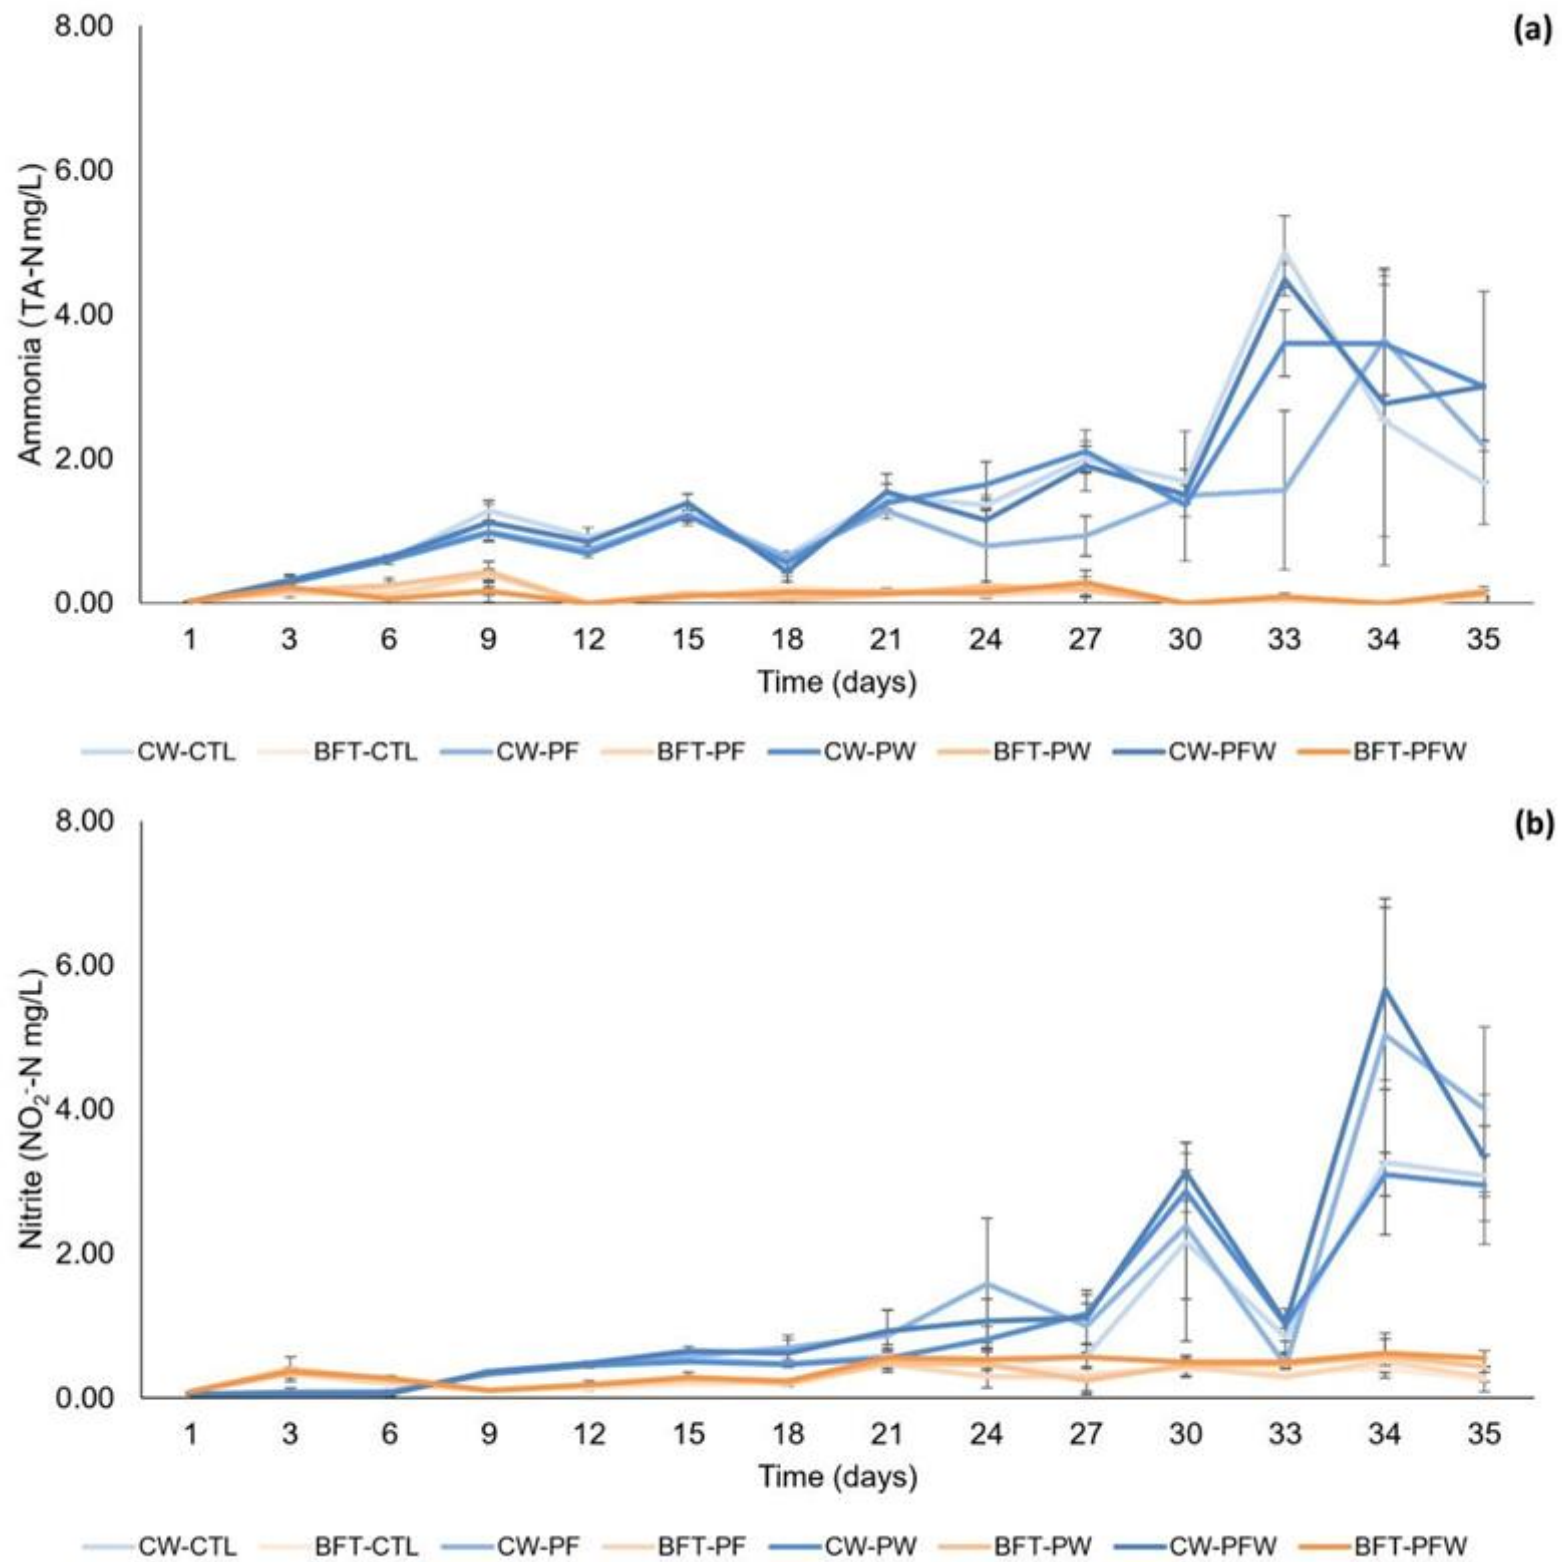 (a)
8.00
6.00
4.00
2.00
0.00
Ammonia (TA-N mg/L)
1 3 6 9 12 15 18 21 24 27 30 33 34 35
Time (days)
CW-CTL BFT-CTL CW-PF BFT-PF CW-PW BFT-PW CW-PFW BFT-PFW
(b)
8.00
6.00
4.00
2.00
0.00
Nitrite (NO₂⁻-N mg/L)
1 3 6 9 12 15 18 21 24 27 30 33 34 35
Time (days)
CW-CTL BFT-CTL CW-PF BFT-PF CW-PW BFT-PW CW-PFW BFT-PFW